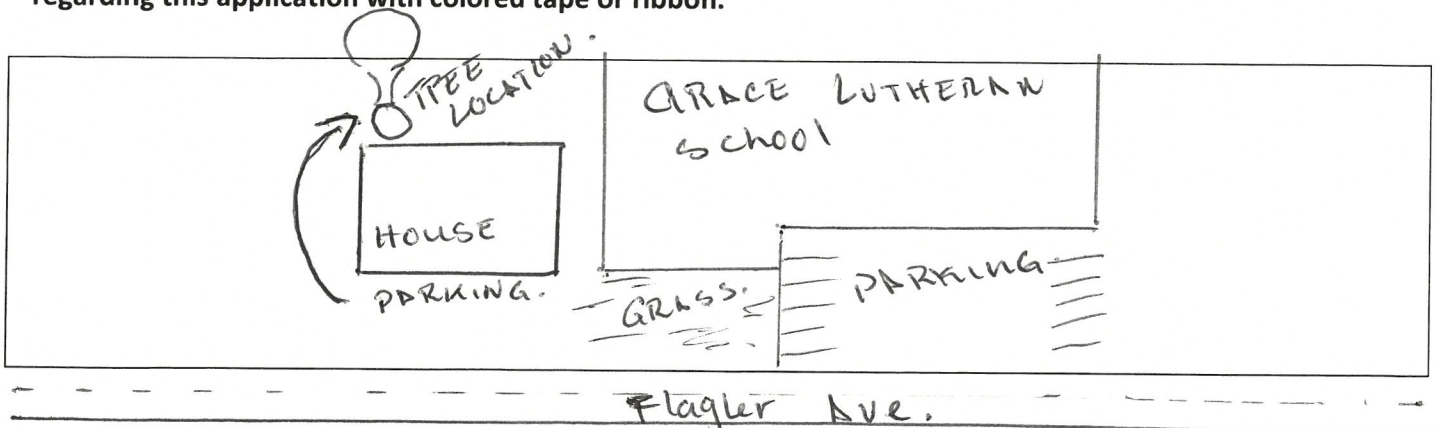 regarding this application with colored tape or ribbon.
TREE
LOCATION.
GRACE LUTHERAN
School
HOUSE
PARKING.
GRASS.
PARKING
Flagler Ave.